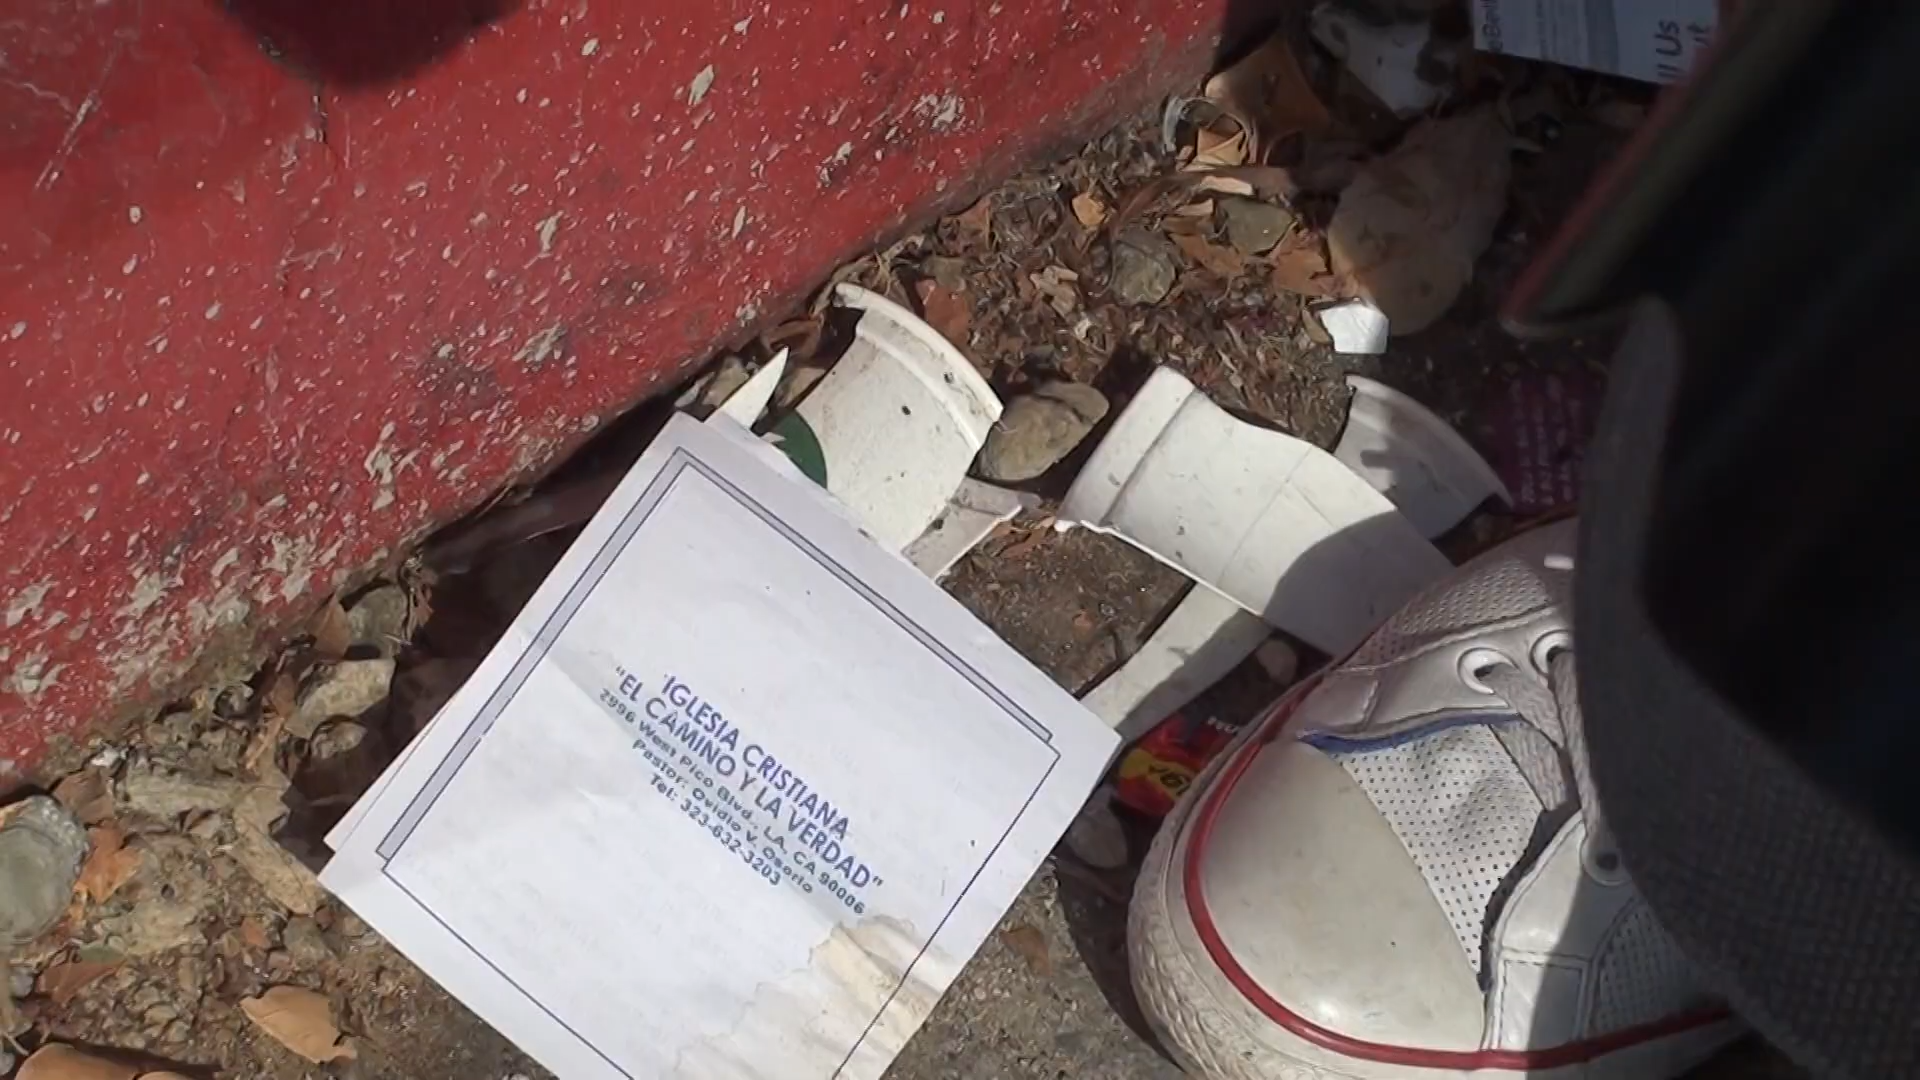 IGLESIA CRISTIANA
"EL CAMINO Y LA VERDAD"
2996 West Pico Blvd., LA, CA 90006
Pastor: Ovidio V. Osorio
Tel: 323-632-3203
Us